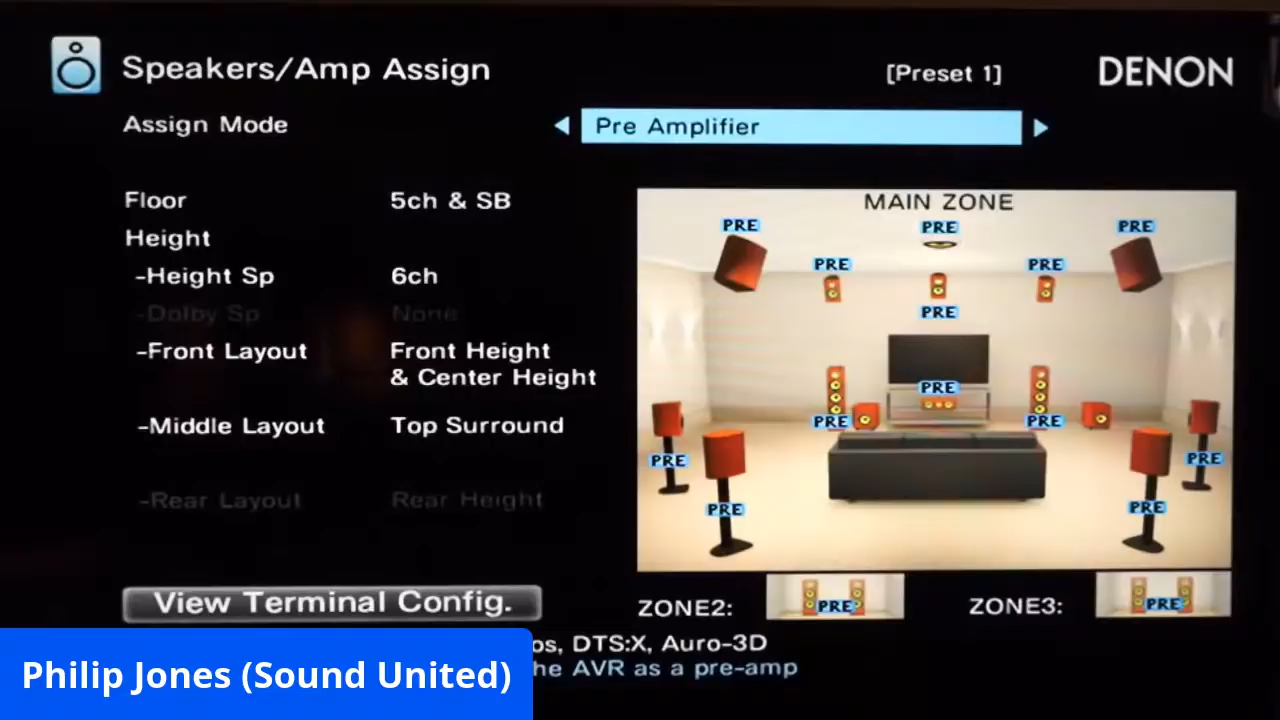 Speakers/Amp Assign
[Preset 1]
DENON
Assign Mode
Pre Amplifier
Floor
5ch & SB
Height
-Height Sp
6ch
-Dolby Sp
None
-Front Layout
Front Height
& Center Height
-Middle Layout
Top Surround
-Rear Layout
Rear Height
View Terminal Config.
MAIN ZONE
PRE
PRE
PRE
PRE
PRE
PRE
PRE
PRE
PRE
PRE
PRE
PRE
PRE
ZONE2:
PRE
ZONE3:
PRE
DTS:X, Auro-3D
AVR as a pre-amp
Philip Jones (Sound United)